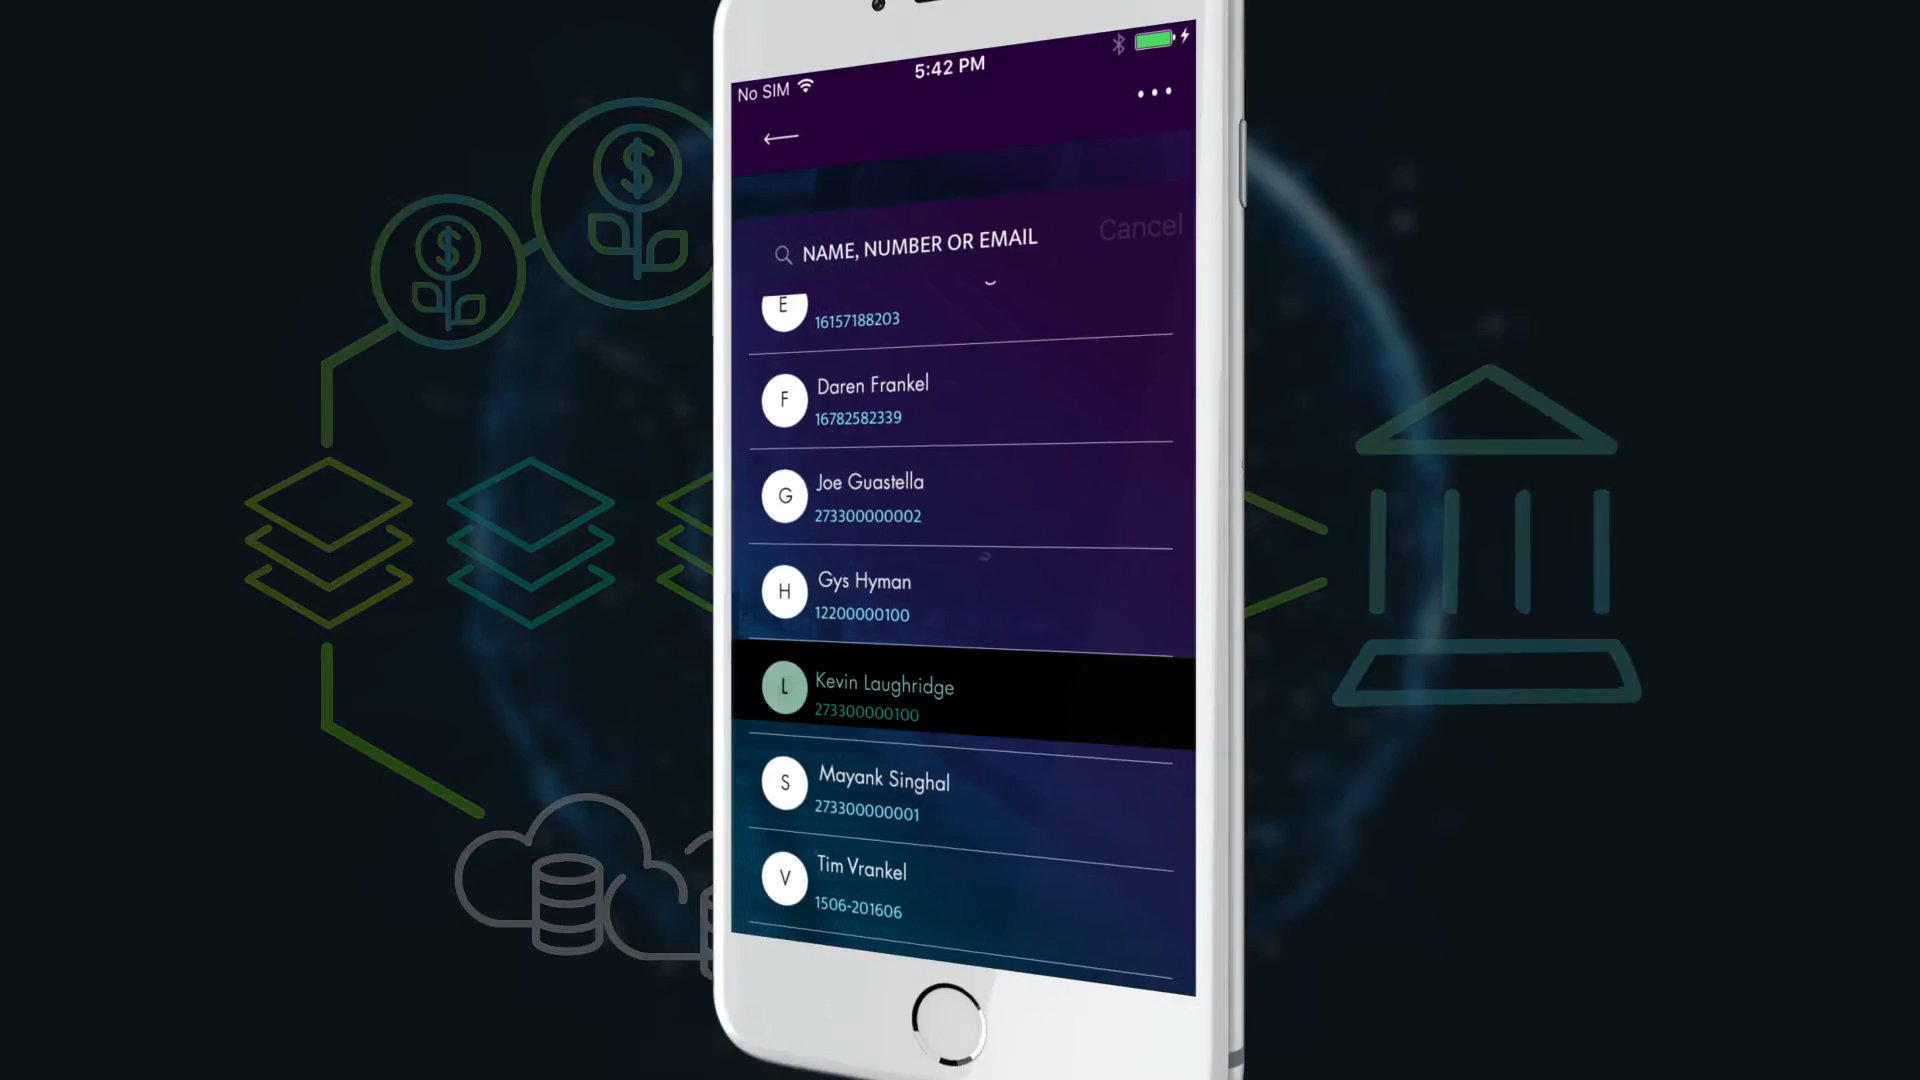 No SIM 5:42 PM
NAME, NUMBER OR EMAIL Cancel
E
16157188203
F Daren Frankel
16782582339
G Joe Guastella
273300000002
H Gys Hyman
12200000100
L Kevin Laughridge
273300000100
S Mayank Singhal
273300000001
V Tim Vrankel
1506-201606